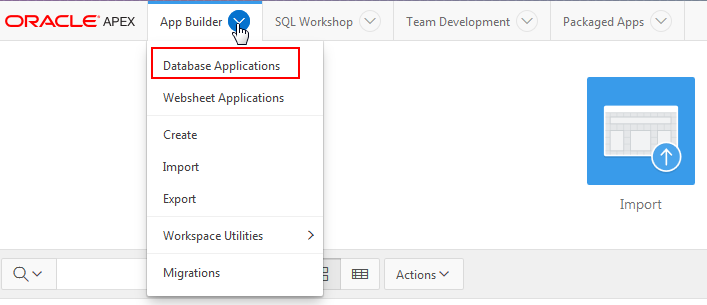 ORACLE APEX App Builder SQL Workshop Team Development Packaged Apps
Database Applications
Websheet Applications
Create
Import
Export
Workspace Utilities
Migrations
Import
Actions